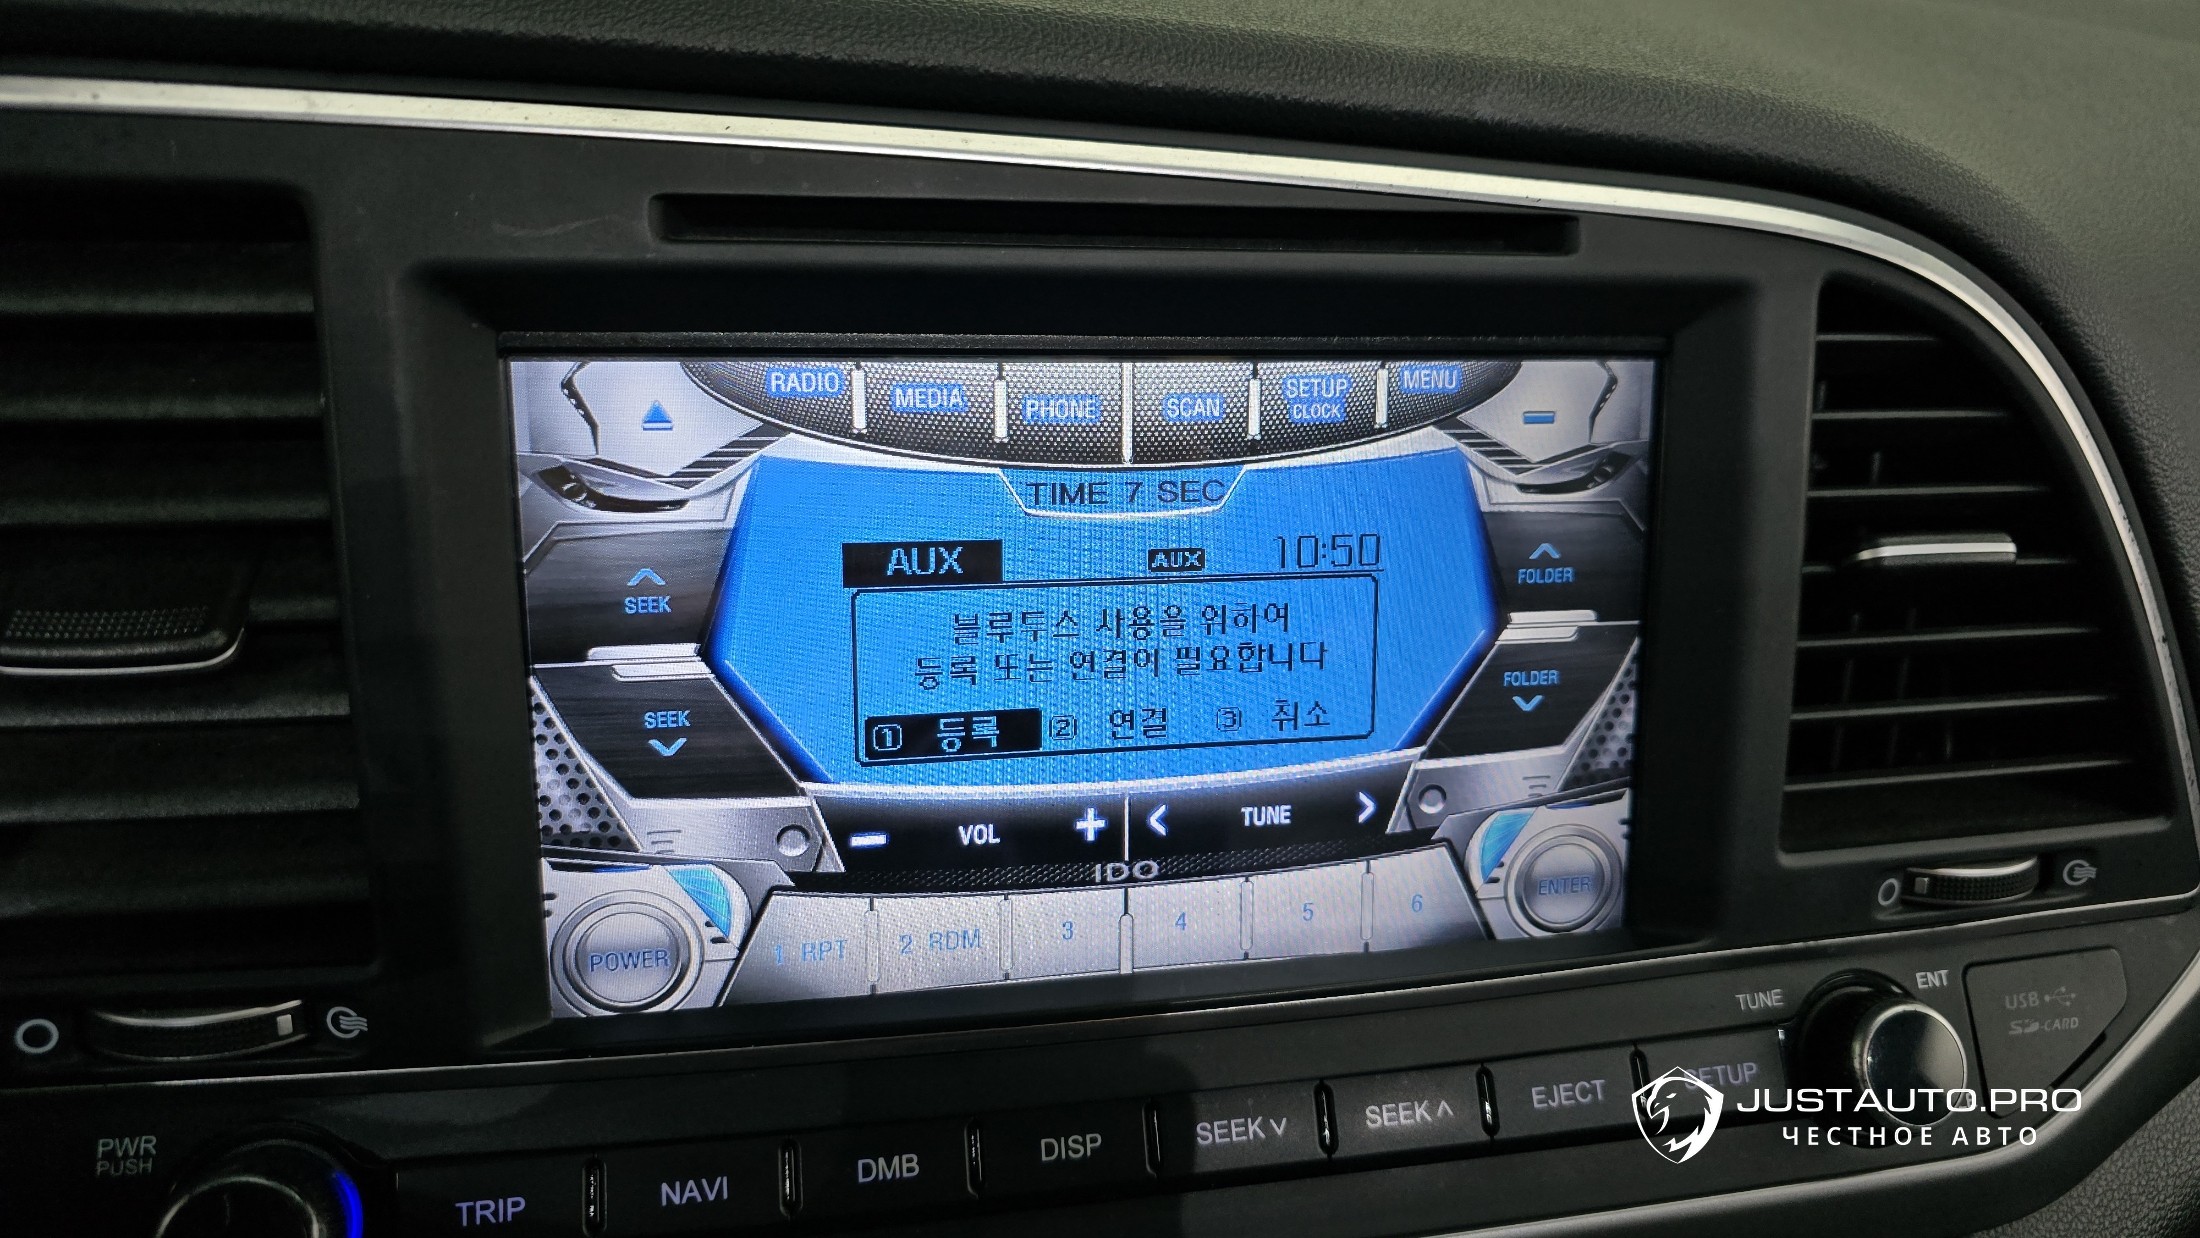 RADIO
MEDIA
PHONE
SCAN
SETUP
CLOCK
MENU
TIME 7 SEC
AUX
AUX
10:50
블루투스 사용을 위하여
등록 또는 연결이 필요합니다
1 등록 2 연결 3 취소
SEEK
SEEK
FOLDER
FOLDER
- VOL +
< TUNE >
IDO
POWER
1 RPT
2 RDM
3
4
5
6
ENTER
TUNE
ENT
USB
SD-CARD
PWR
PUSH
TRIP
NAVI
DMB
DISP
SEEK ∨
SEEK ∧
EJECT
SETUP
JUSTAUTO.PRO
ЧЕСТНОЕ АВТО